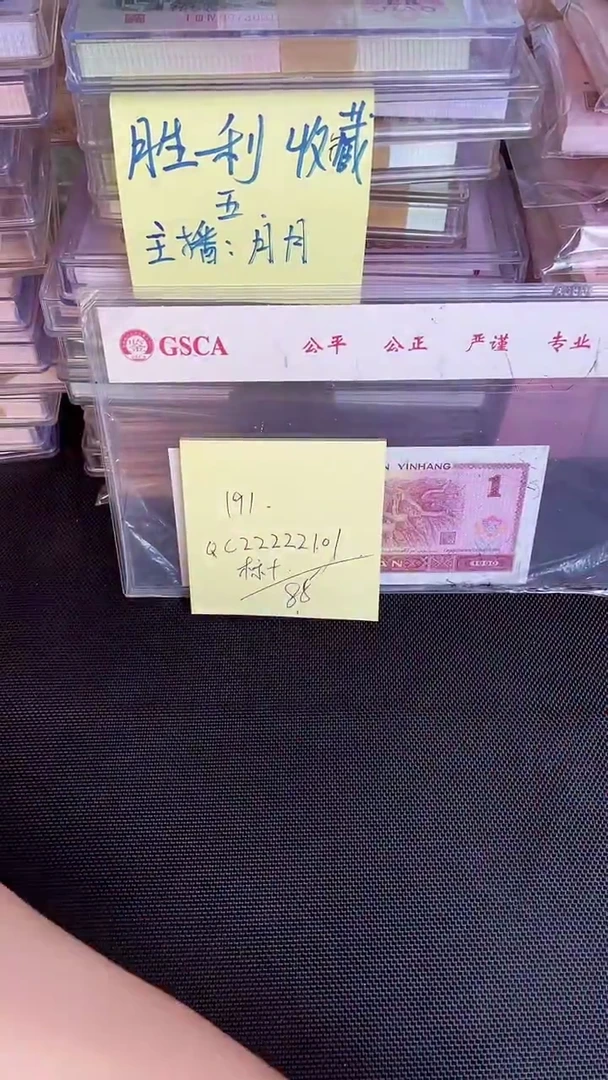 胜利 收藏
五
主播：月月
GSCA 公平 公正 严谨 专业
YINHANG
1
191.
QC22222101
标十
88
1990